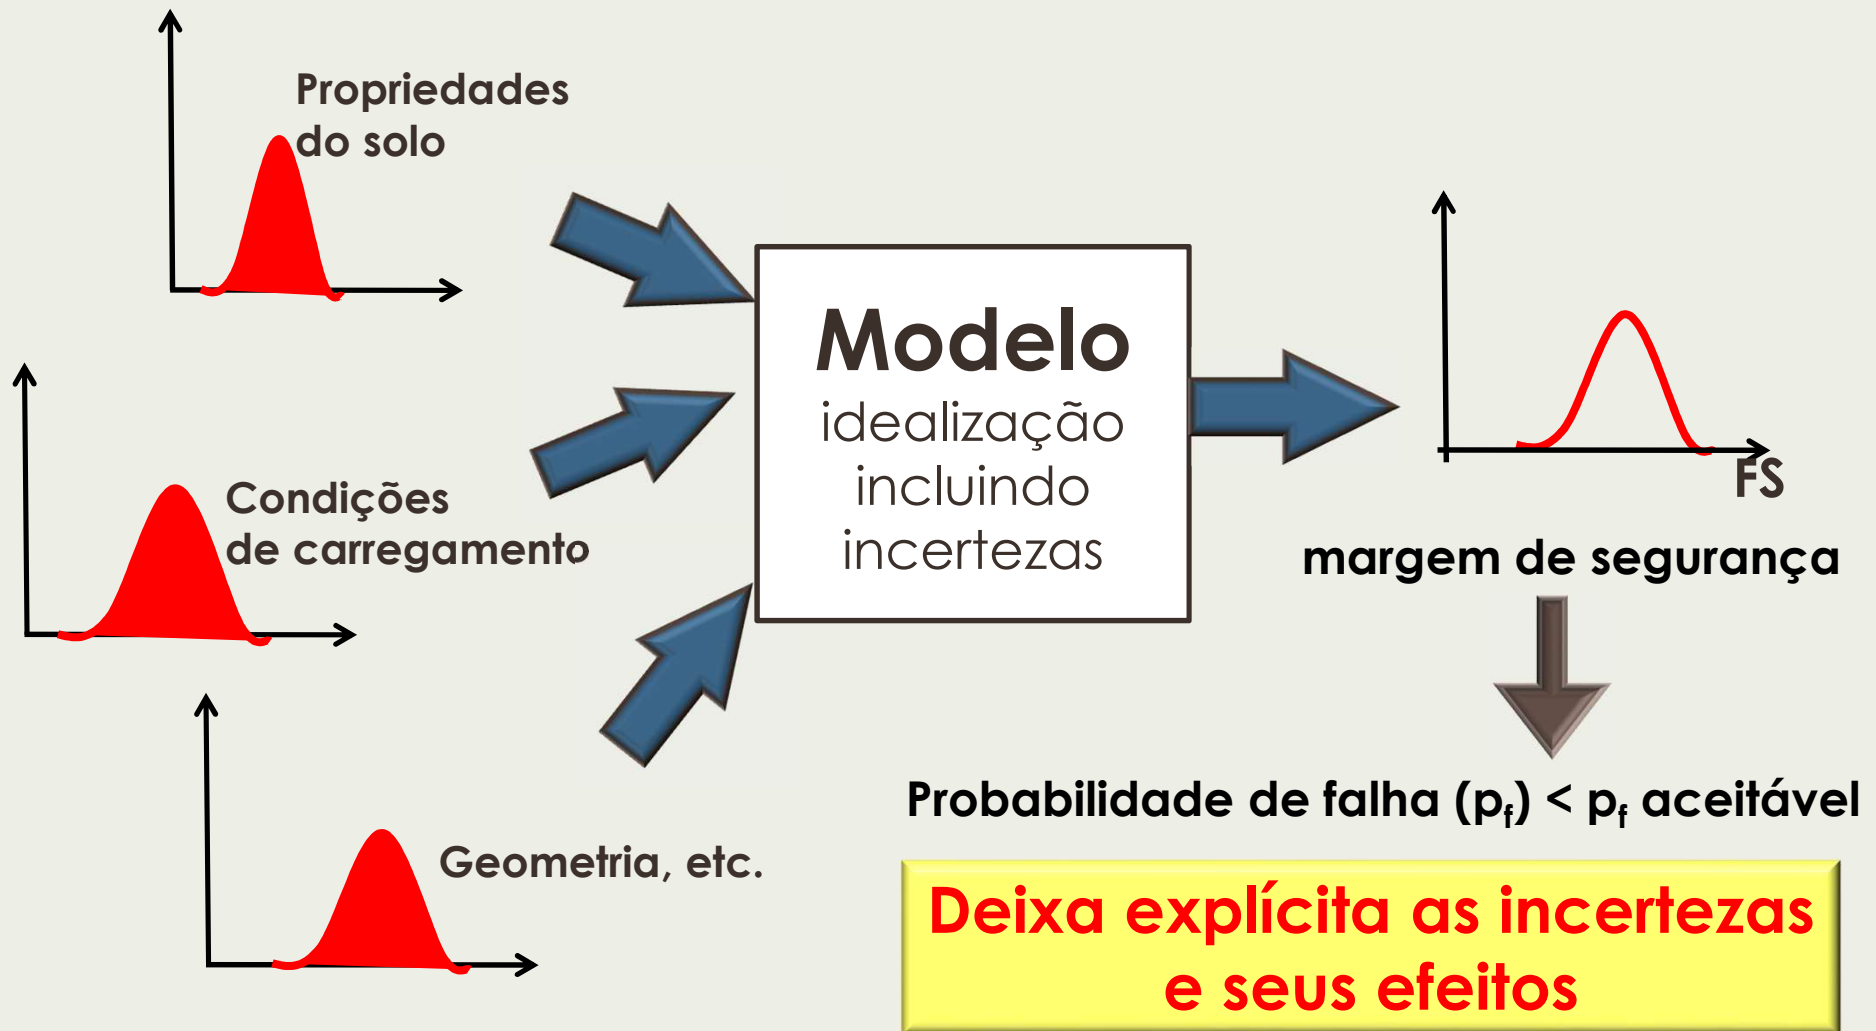 Propriedades
do solo
Condições
de carregamento
Geometria, etc.
Modelo
idealização
incluindo
incertezas
FS
margem de segurança
Probabilidade de falha (pf) < pf aceitável
Deixa explícita as incertezas
e seus efeitos